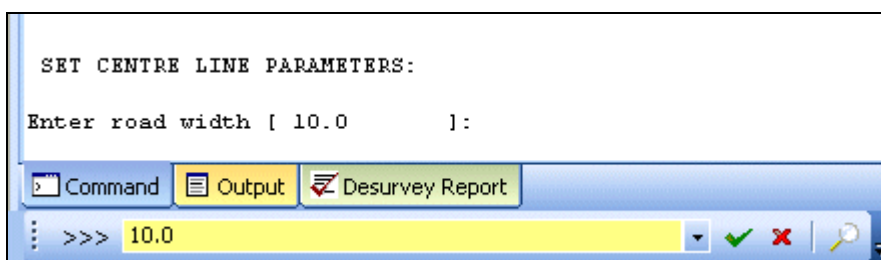 SET CENTRE LINE PARAMETERS:
Enter road width [ 10.0 ]:
Command Output Desurvey Report
>>> 10.0